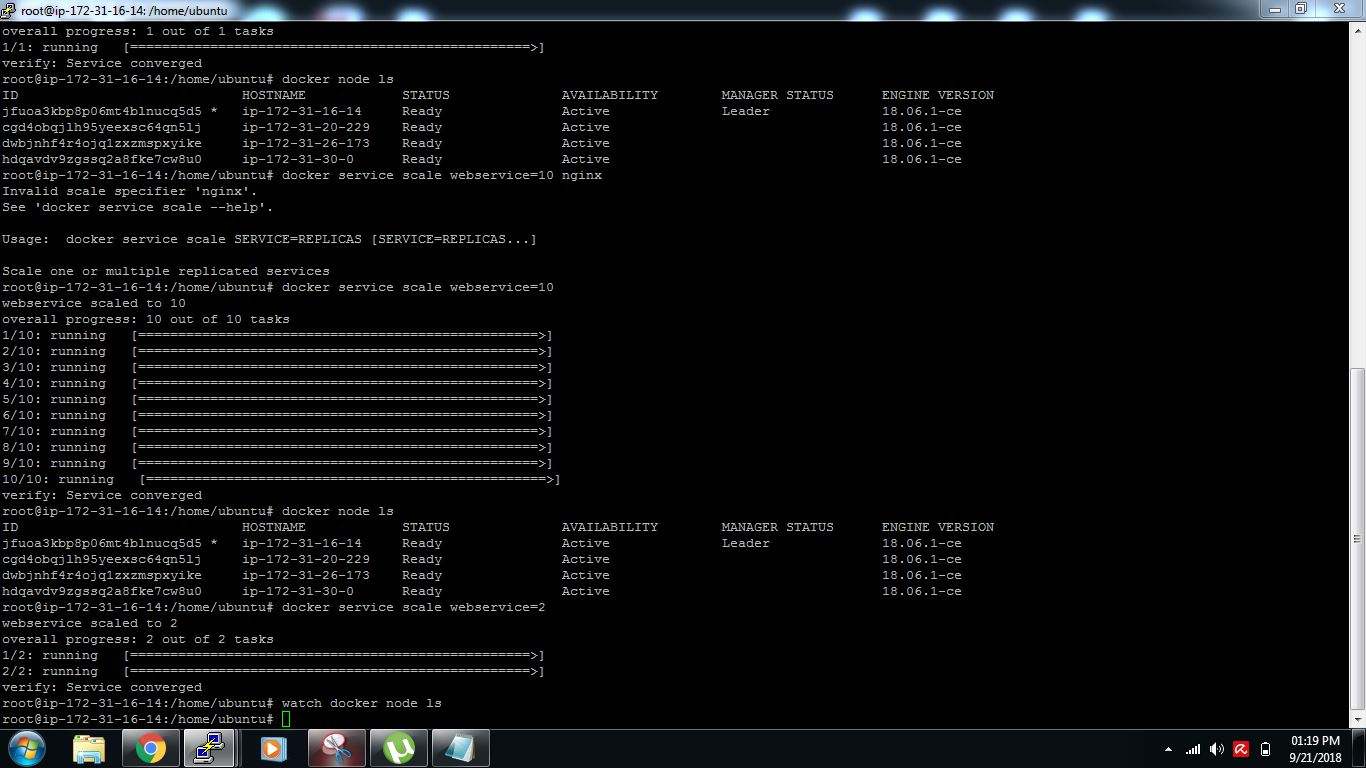 root@ip-172-31-16-14: /home/ubuntu
overall progress: 1 out of 1 tasks
1/1: running   [==================================================>]
verify: Service converged
root@ip-172-31-16-14:/home/ubuntu# docker node ls
ID                            HOSTNAME            STATUS              AVAILABILITY        MANAGER STATUS      ENGINE VERSION
jfuoa3kbp8p06mt4blnucq5d5 *   ip-172-31-16-14     Ready               Active              Leader              18.06.1-ce
cgd4obqjlh95yeexsc64qn5lj     ip-172-31-20-229    Ready               Active                                  18.06.1-ce
dwbjnhf4r4ojq1zxzmspxyike     ip-172-31-26-173    Ready               Active                                  18.06.1-ce
hdqavdv9zgssq2a8fke7cw8u0     ip-172-31-30-0      Ready               Active                                  18.06.1-ce
root@ip-172-31-16-14:/home/ubuntu# docker service scale webservice=10 nginx
Invalid scale specifier 'nginx'.
See 'docker service scale --help'.
Usage:  docker service scale SERVICE=REPLICAS [SERVICE=REPLICAS...]
Scale one or multiple replicated services
root@ip-172-31-16-14:/home/ubuntu# docker service scale webservice=10
webservice scaled to 10
overall progress: 10 out of 10 tasks
1/10: running   [==================================================>]
2/10: running   [==================================================>]
3/10: running   [==================================================>]
4/10: running   [==================================================>]
5/10: running   [==================================================>]
6/10: running   [==================================================>]
7/10: running   [==================================================>]
8/10: running   [==================================================>]
9/10: running   [==================================================>]
10/10: running   [==================================================>]
verify: Service converged
root@ip-172-31-16-14:/home/ubuntu# docker node ls
ID                            HOSTNAME            STATUS              AVAILABILITY        MANAGER STATUS      ENGINE VERSION
jfuoa3kbp8p06mt4blnucq5d5 *   ip-172-31-16-14     Ready               Active              Leader              18.06.1-ce
cgd4obqjlh95yeexsc64qn5lj     ip-172-31-20-229    Ready               Active                                  18.06.1-ce
dwbjnhf4r4ojq1zxzmspxyike     ip-172-31-26-173    Ready               Active                                  18.06.1-ce
hdqavdv9zgssq2a8fke7cw8u0     ip-172-31-30-0      Ready               Active                                  18.06.1-ce
root@ip-172-31-16-14:/home/ubuntu# docker service scale webservice=2
webservice scaled to 2
overall progress: 2 out of 2 tasks
1/2: running   [==================================================>]
2/2: running   [==================================================>]
verify: Service converged
root@ip-172-31-16-14:/home/ubuntu# watch docker node ls
root@ip-172-31-16-14:/home/ubuntu#
01:19 PM
9/21/2018